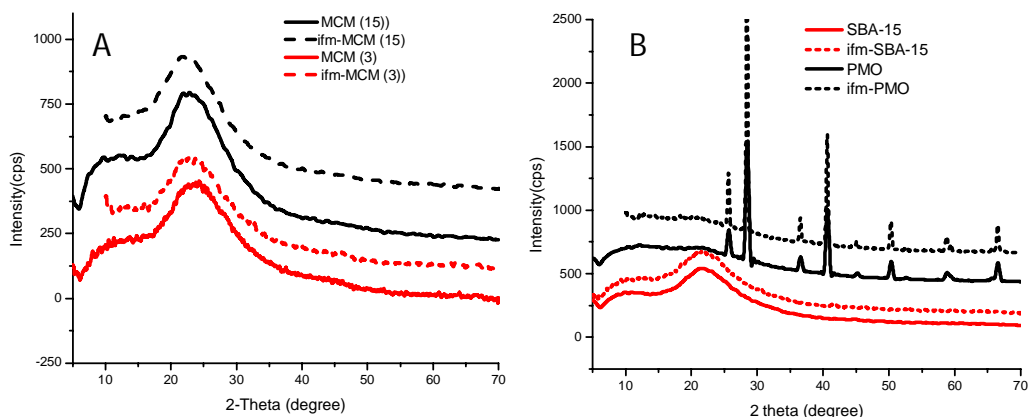 A
MCM (15))
ifm-MCM (15)
MCM (3)
ifm-MCM (3))
Intensity(cps)
1000
750
500
250
0
-250
10 20 30 40 50 60 70
2-Theta (degree)
B
SBA-15
ifm-SBA-15
PMO
ifm-PMO
Intensity (cps)
2500
2000
1500
1000
500
0
10 20 30 40 50 60 70
2 theta (degree)